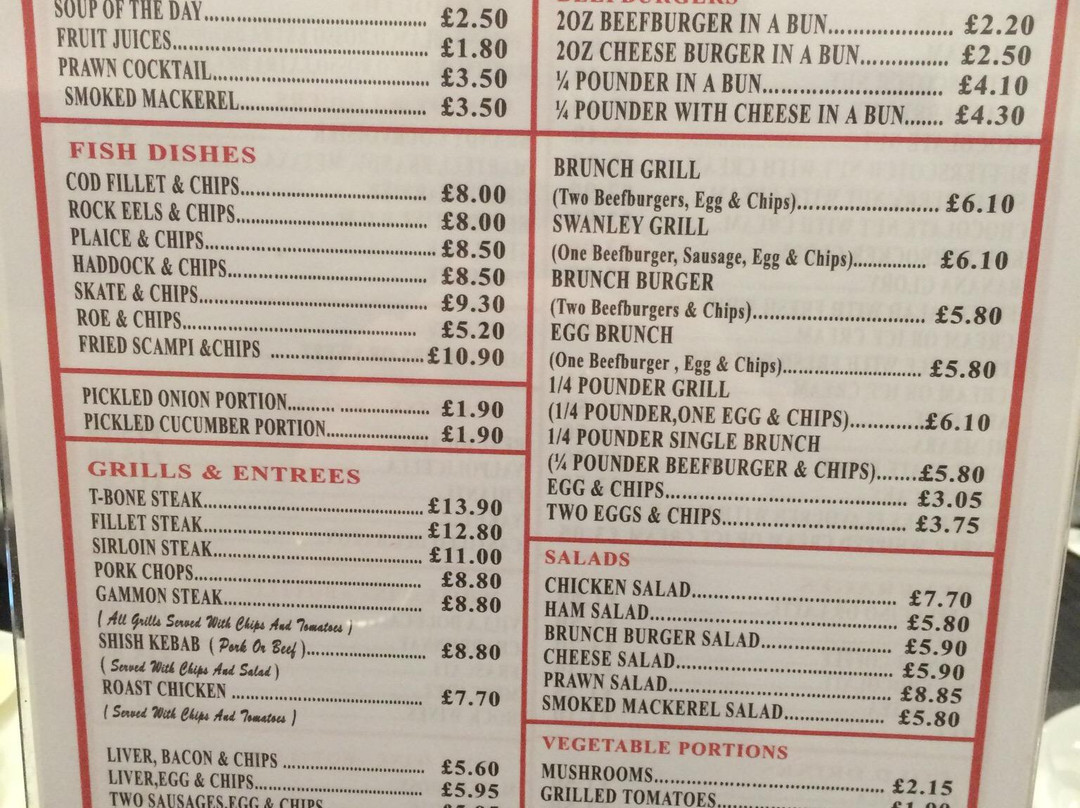 SOUP OF THE DAY............ £2.50
FRUIT JUICES............ £1.80
PRAWN COCKTAIL............ £3.50
SMOKED MACKEREL............ £3.50
FISH DISHES
COD FILLET & CHIPS............ £8.00
ROCK EELS & CHIPS............ £8.00
PLAICE & CHIPS............ £8.50
HADDOCK & CHIPS............ £8.50
SKATE & CHIPS............ £9.30
ROE & CHIPS............ £5.20
FRIED SCAMPI &CHIPS ............ £10.90
PICKLED ONION PORTION......... ............ £1.90
PICKLED CUCUMBER PORTION............ £1.90
GRILLS & ENTREES
T-BONE STEAK............ £13.90
FILLET STEAK............ £12.80
SIRLOIN STEAK............ £11.00
PORK CHOPS............ £8.80
GAMMON STEAK............ £8.80
( All Grills Served With Chips And Tomatoes )
SHISH KEBAB ( Pork Or Beef )............ £8.80
( Served With Chips And Salad )
ROAST CHICKEN ............ £7.70
( Served With Chips And Tomatoes )
LIVER, BACON & CHIPS ............ £5.60
LIVER,EGG & CHIPS............ £5.95
TWO SAUSAGES,EGG & CHIPS
BEEFBURGERS
2OZ BEEFBURGER IN A BUN............ £2.20
2OZ CHEESE BURGER IN A BUN............ £2.50
¼ POUNDER IN A BUN............ £4.10
¼ POUNDER WITH CHEESE IN A BUN....... £4.30
BRUNCH GRILL
(Two Beefburgers, Egg & Chips)............ £6.10
SWANLEY GRILL
(One Beefburger, Sausage, Egg & Chips)............ £6.10
BRUNCH BURGER
(Two Beefburgers & Chips)............ £5.80
EGG BRUNCH
(One Beefburger , Egg & Chips)............ £5.80
1/4 POUNDER GRILL
(1/4 POUNDER,ONE EGG & CHIPS)............£6.10
1/4 POUNDER SINGLE BRUNCH
(¼ POUNDER BEEFBURGER & CHIPS).......£5.80
EGG & CHIPS............ £3.05
TWO EGGS & CHIPS............ £3.75
SALADS
CHICKEN SALAD............ £7.70
HAM SALAD............ £5.80
BRUNCH BURGER SALAD............ £5.90
CHEESE SALAD............ £5.90
PRAWN SALAD............ £8.85
SMOKED MACKEREL SALAD............ £5.80
VEGETABLE PORTIONS
MUSHROOMS............ £2.15
GRILLED TOMATOES............